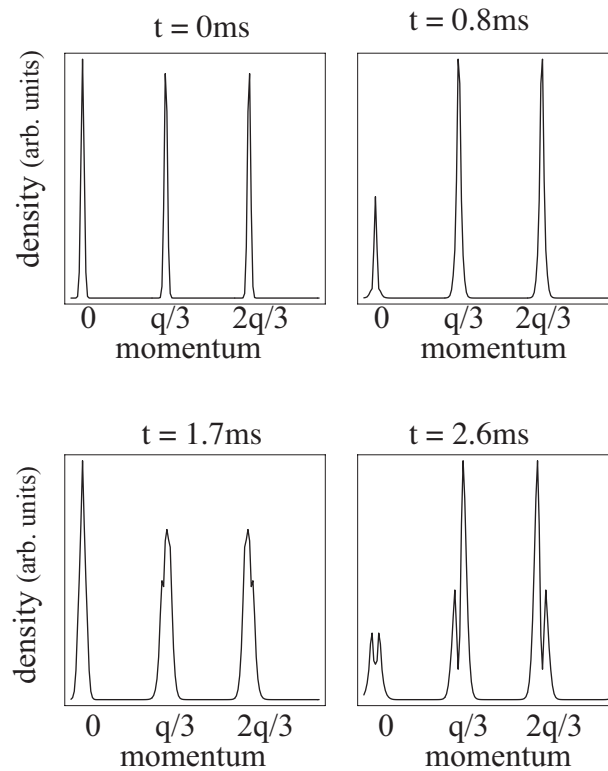 t = 0ms
t = 0.8ms
density (arb. units)
0 q/3 2q/3
momentum
0 q/3 2q/3
momentum
t = 1.7ms
t = 2.6ms
density (arb. units)
0 q/3 2q/3
momentum
0 q/3 2q/3
momentum